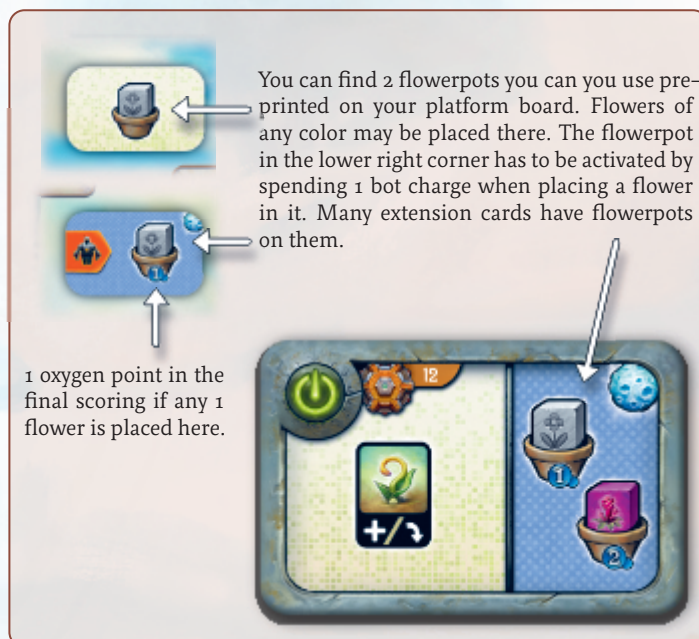 You can find 2 flowerpots you can you use pre–
printed on your platform board. Flowers of
any color may be placed there. The flowerpot
in the lower right corner has to be activated by
spending 1 bot charge when placing a flower
in it. Many extension cards have flowerpots
on them.
1
1 oxygen point in the
final scoring if any 1
flower is placed here.
12
+/
1
2